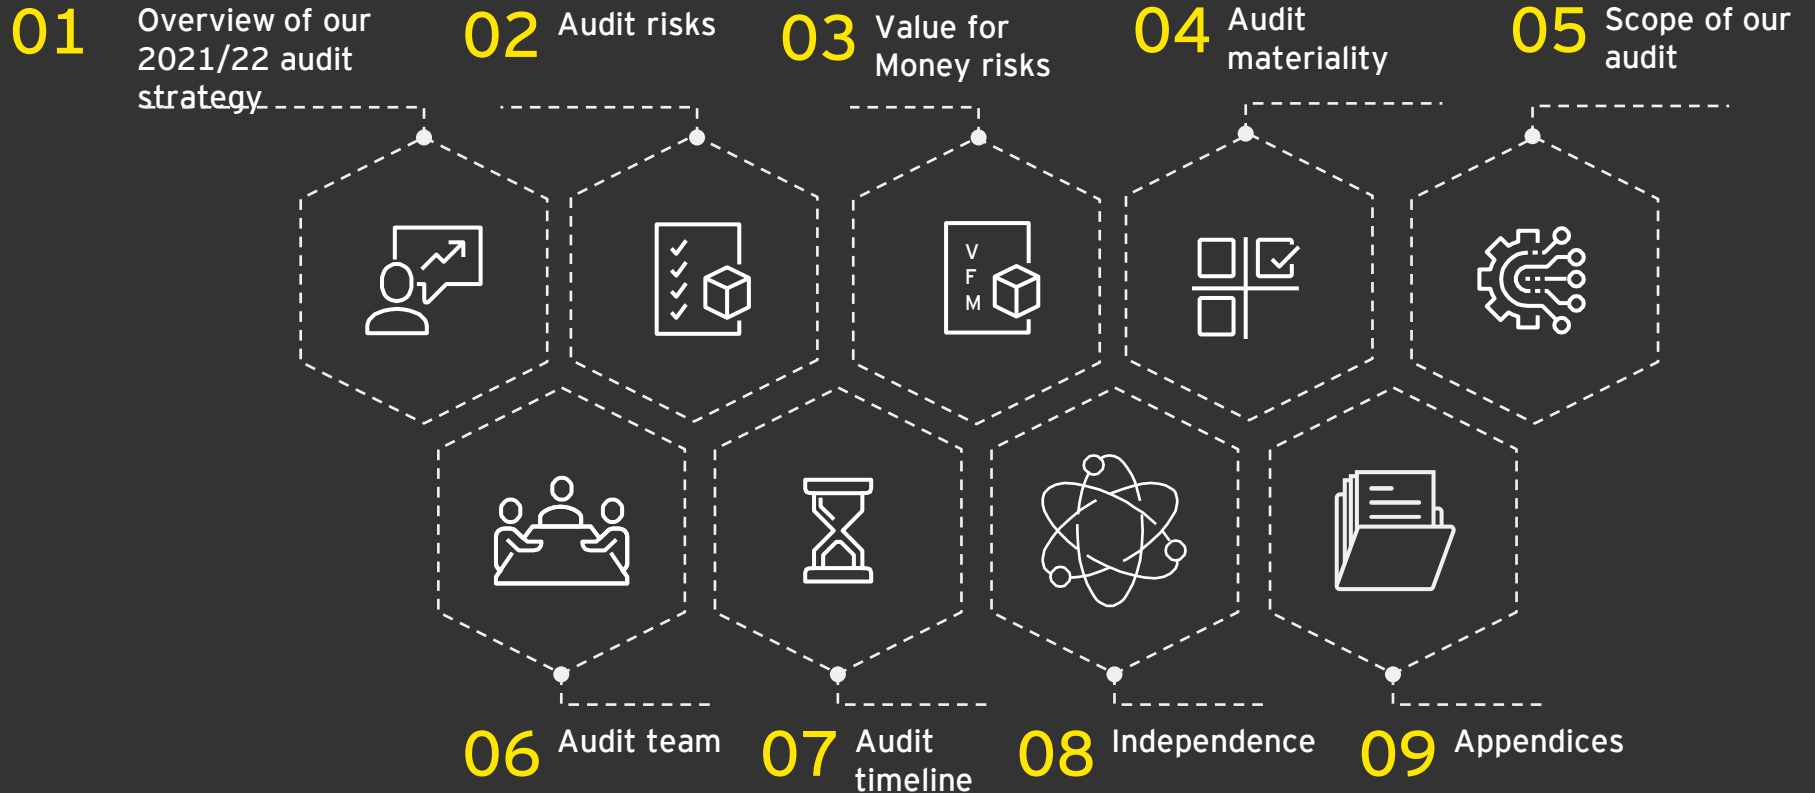 01 Overview of our
2021/22 audit
strategy
02 Audit risks
03 Value for
Money risks
04 Audit
materiality
05 Scope of our
audit
V
F
M
06 Audit team
07 Audit
timeline
08 Independence
09 Appendices